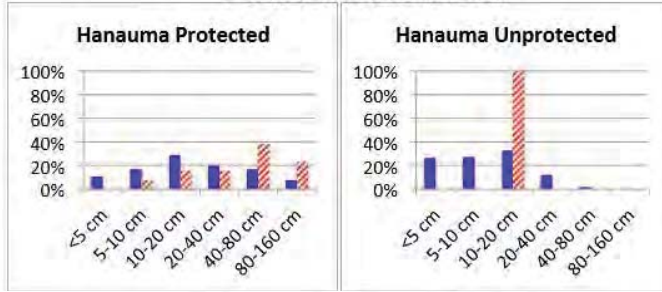 Hanauma Protected
100%
80%
60%
40%
20%
0%
<5 cm
5-10 cm
10-20 cm
20-40 cm
40-80 cm
80-160 cm
Hanauma Unprotected
100%
80%
60%
40%
20%
0%
<5 cm
5-10 cm
10-20 cm
20-40 cm
40-80 cm
80-160 cm